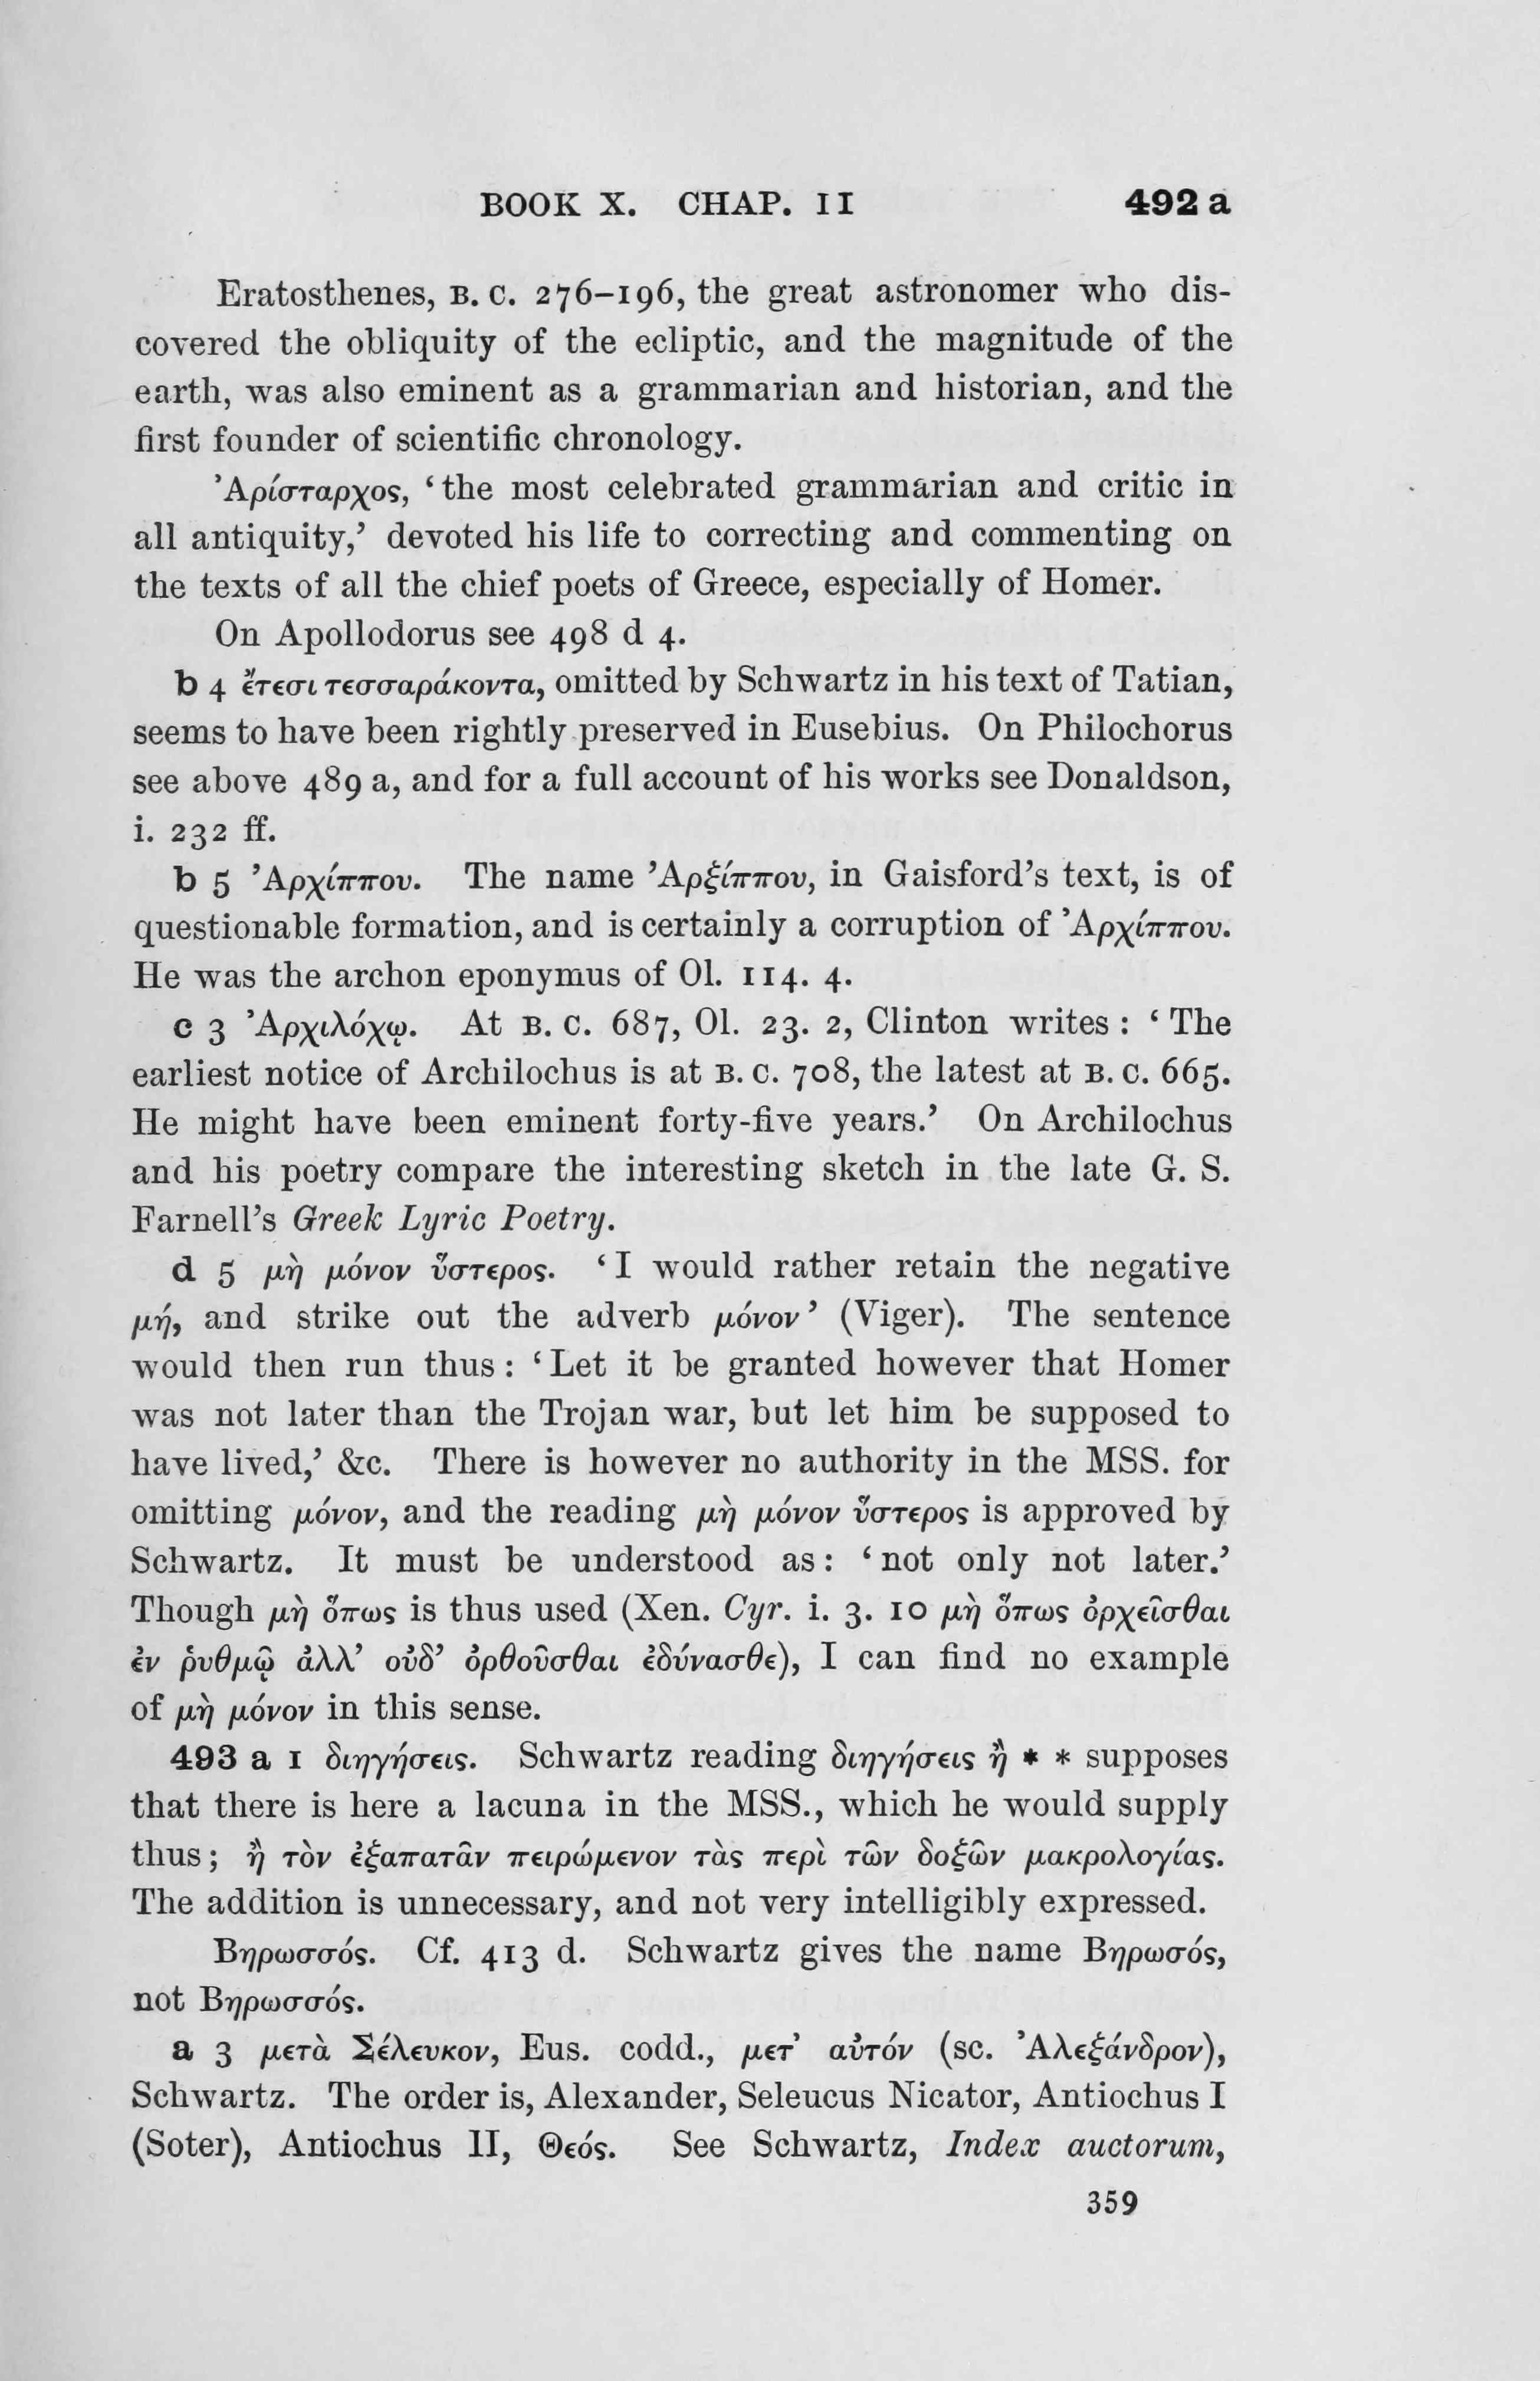 BOOK X. CHAP. II 492 a
Eratosthenes, B. C. 276–196, the great astronomer who dis-
covered the obliquity of the ecliptic, and the magnitude of the
earth, was also eminent as a grammarian and historian, and the
first founder of scientific chronology.
Ἀρίσταρχος, ‘the most celebrated grammarian and critic in
all antiquity,’ devoted his life to correcting and commenting on
the texts of all the chief poets of Greece, especially of Homer.
On Apollodorus see 498 d 4.
b 4 ἔτεσι τεσσαράκοντα, omitted by Schwartz in his text of Tatian,
seems to have been rightly preserved in Eusebius. On Philochorus
see above 489 a, and for a full account of his works see Donaldson,
i. 232 ff.
b 5 Ἀρχίππου. The name Ἀρξίππου, in Gaisford’s text, is of
questionable formation, and is certainly a corruption of Ἀρχίππου.
He was the archon eponymus of Ol. 114. 4.
c 3 Ἀρχιλόχῳ. At B. C. 687, Ol. 23. 2, Clinton writes : ‘ The
earliest notice of Archilochus is at B. C. 708, the latest at B. C. 665.
He might have been eminent forty-five years.’ On Archilochus
and his poetry compare the interesting sketch in the late G. S.
Farnell’s Greek Lyric Poetry.
d 5 μὴ μόνον ὕστερος. ‘I would rather retain the negative
μή, and strike out the adverb μόνον’ (Viger). The sentence
would then run thus : ‘Let it be granted however that Homer
was not later than the Trojan war, but let him be supposed to
have lived,’ &c. There is however no authority in the MSS. for
omitting μόνον, and the reading μὴ μόνον ὕστερος is approved by
Schwartz. It must be understood as: ‘not only not later.’
Though μὴ ὅπως is thus used (Xen. Cyr. i. 3. 10 μὴ ὅπως ὀρχεῖσθαι
ἐν ῥυθμῷ ἀλλ’ οὐδ’ ὀρθοῦσθαι ἐδύνασθε), I can find no example
of μὴ μόνον in this sense.
493 a 1 διηγήσεις. Schwartz reading διηγήσεις ἢ * * supposes
that there is here a lacuna in the MSS., which he would supply
thus ; ἢ τὸν ἐξαπατᾶν πειρώμενον τὰς περὶ τῶν δοξῶν μακρολογίας.
The addition is unnecessary, and not very intelligibly expressed.
Βηρωσσός. Cf. 413 d. Schwartz gives the name Βηρωσός,
not Βηρωσσός.
a 3 μετὰ Σέλευκον, Eus. codd., μετ’ αὐτόν (sc. Ἀλεξάνδρον),
Schwartz. The order is, Alexander, Seleucus Nicator, Antiochus I
(Soter), Antiochus II, Θεός. See Schwartz, Index auctorum,
359